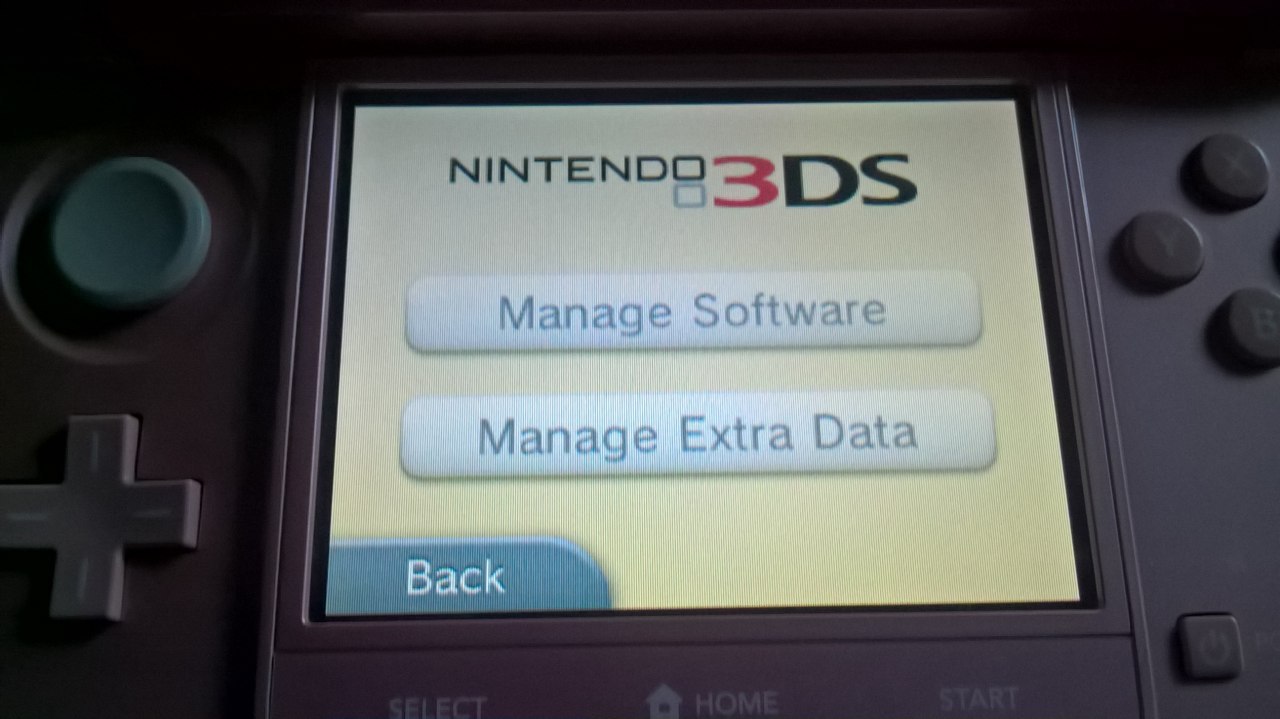 NINTENDO 3DS
Manage Software
Manage Extra Data
Back
X
Y
B
SELECT
HOME
START